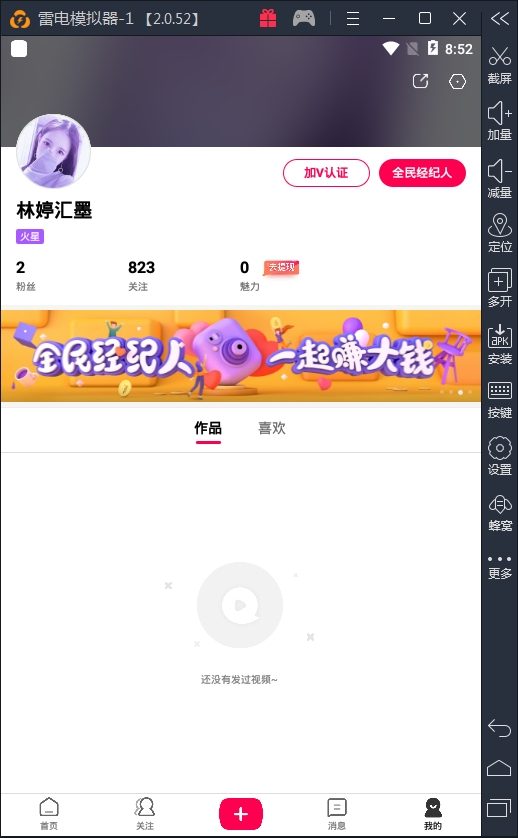 雷电模拟器-1 【2.0.52】
8:52
加V认证
全民经纪人
林婷汇墨
火星
2
823
0
去提现
粉丝
关注
魅力
全民经纪人 一起赚大钱
作品
喜欢
还没有发过视频~
首页
关注
消息
我的
截屏
加量
减量
定位
多开
APK
安装
按键
设置
蜂窝
更多